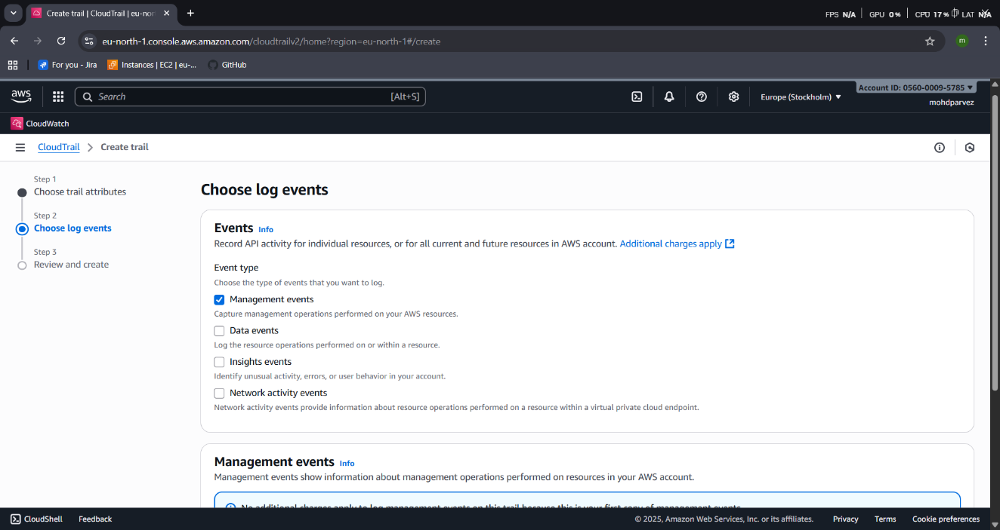 Create trail | CloudTrail | eu-nor
FPS N/A GPU 0% CPU 17% LAT N/A
eu-north-1.console.aws.amazon.com/cloudtrailv2/home?region=eu-north-1#/create
m
For you - Jira Instances | EC2 | eu-... GitHub
aws
Search [Alt+S]
Europe (Stockholm)
Account ID: 0560-0009-5785
mohdparvez
CloudWatch
CloudTrail Create trail
Step 1
Choose trail attributes
Step 2
Choose log events
Step 3
Review and create
Choose log events
Events Info
Record API activity for individual resources, or for all current and future resources in AWS account. Additional charges apply
Event type
Choose the type of events that you want to log.
Management events
Capture management operations performed on your AWS resources.
Data events
Log the resource operations performed on or within a resource.
Insights events
Identify unusual activity, errors, or user behavior in your account.
Network activity events
Network activity events provide information about resource operations performed on a resource within a virtual private cloud endpoint.
Management events Info
Management events show information about management operations performed on resources in your AWS account.
No additional charges apply to log management events on this trail because this is your first copy of management events.
CloudShell Feedback © 2025, Amazon Web Services, Inc. or its affiliates. Privacy Terms Cookie preferences